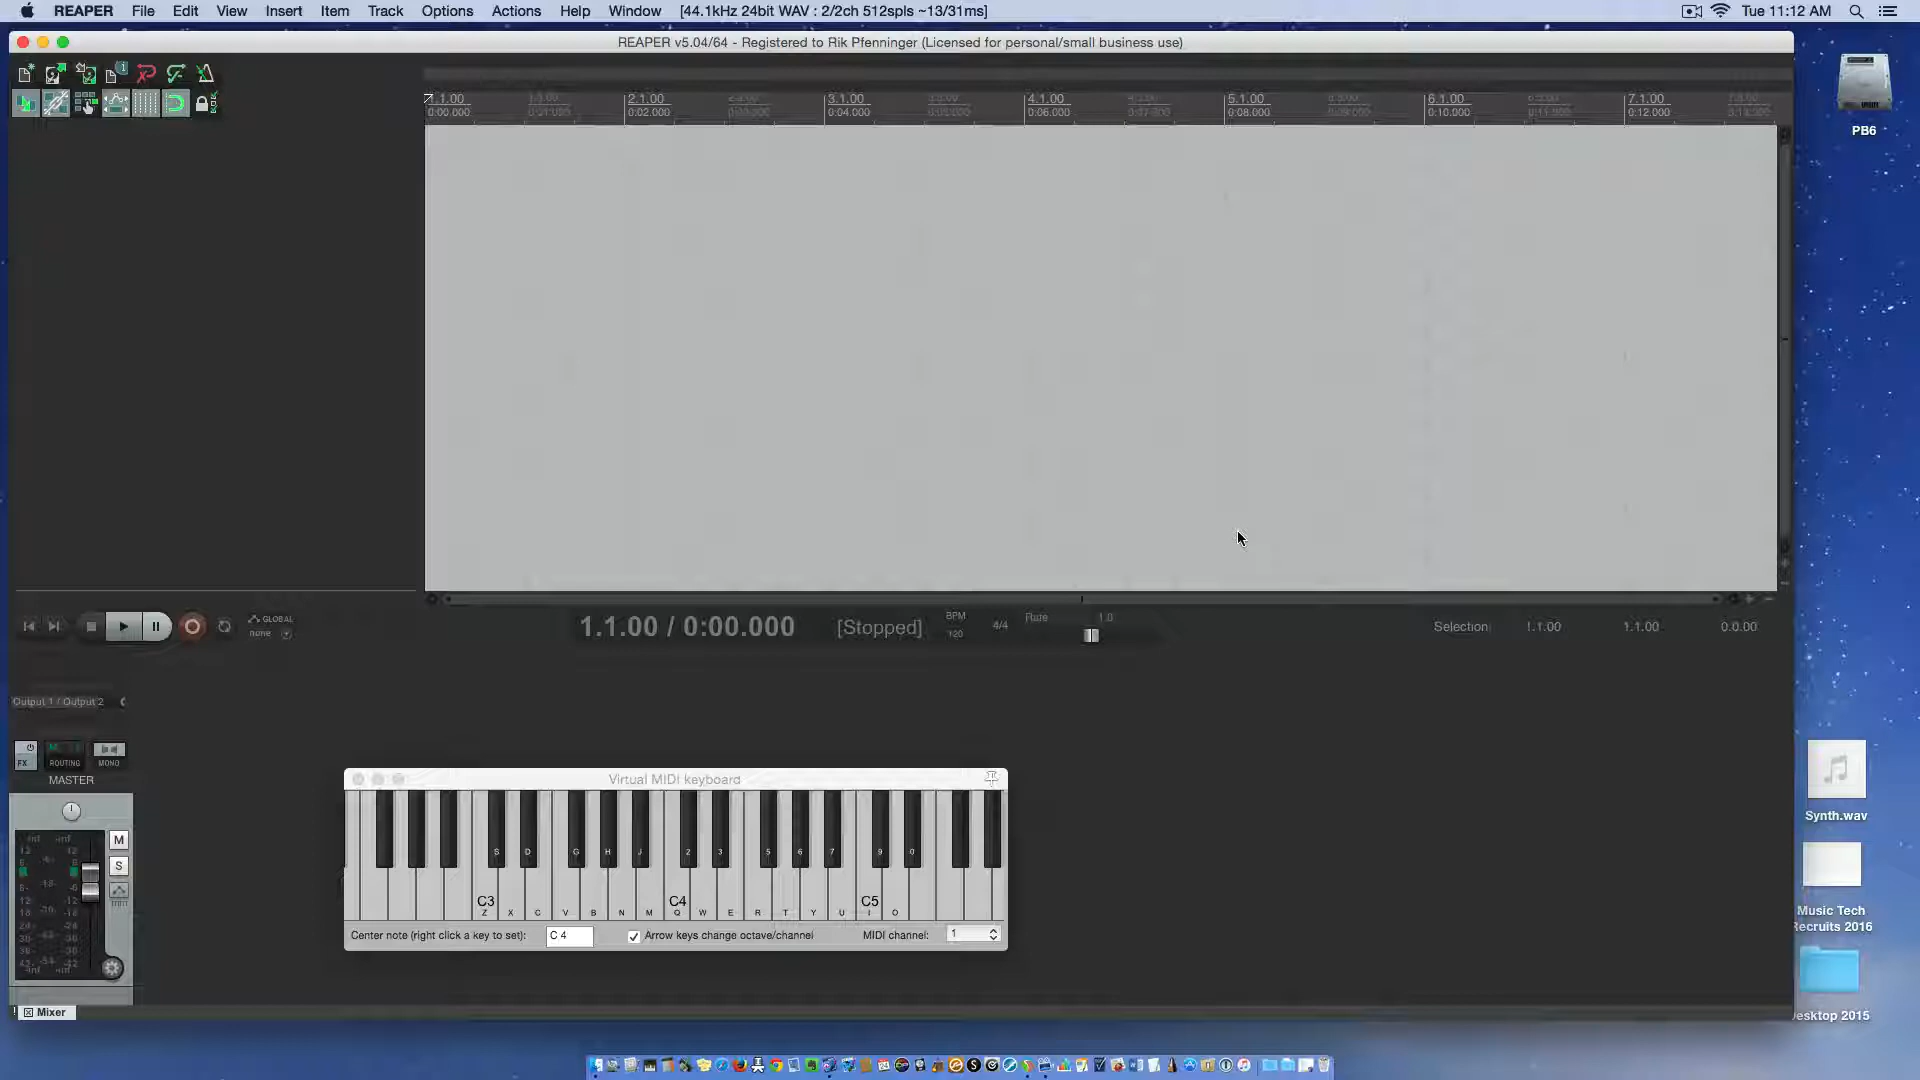 REAPER File Edit View Insert Item Track Options Actions Help Window [44.1kHz 24bit WAV : 2/2ch 512spls ~13/31ms] Tue 11:12 AM
REAPER v5.04/64 - Registered to Rik Pfenninger (Licensed for personal/small business use)
1.1.00 2.1.00 3.1.00 4.1.00 5.1.00 6.1.00 7.1.00
0:00.000 0:02.000 0:04.000 0:06.000 0:08.000 0:10.000 0:12.000
PB6
GLOBAL
none
1.1.00 / 0:00.000 [Stopped]
BPM
120
4/4
Rate 1.0
Selection: 1.1.00 1.1.00 0.0.00
Output 1 / Output 2
FX ROUTING MONO
MASTER
M
S
Mixer
Virtual MIDI keyboard
S D G H J 2 3 5 6 7 9 0
C3 C4 C5
Z X C V B N M Q W E R T Y U I O
Center note (right click a key to set): C 4 Arrow keys change octave/channel MIDI channel: 1
Synth.wav
Music Tech
Recruits 2016
esktop 2015